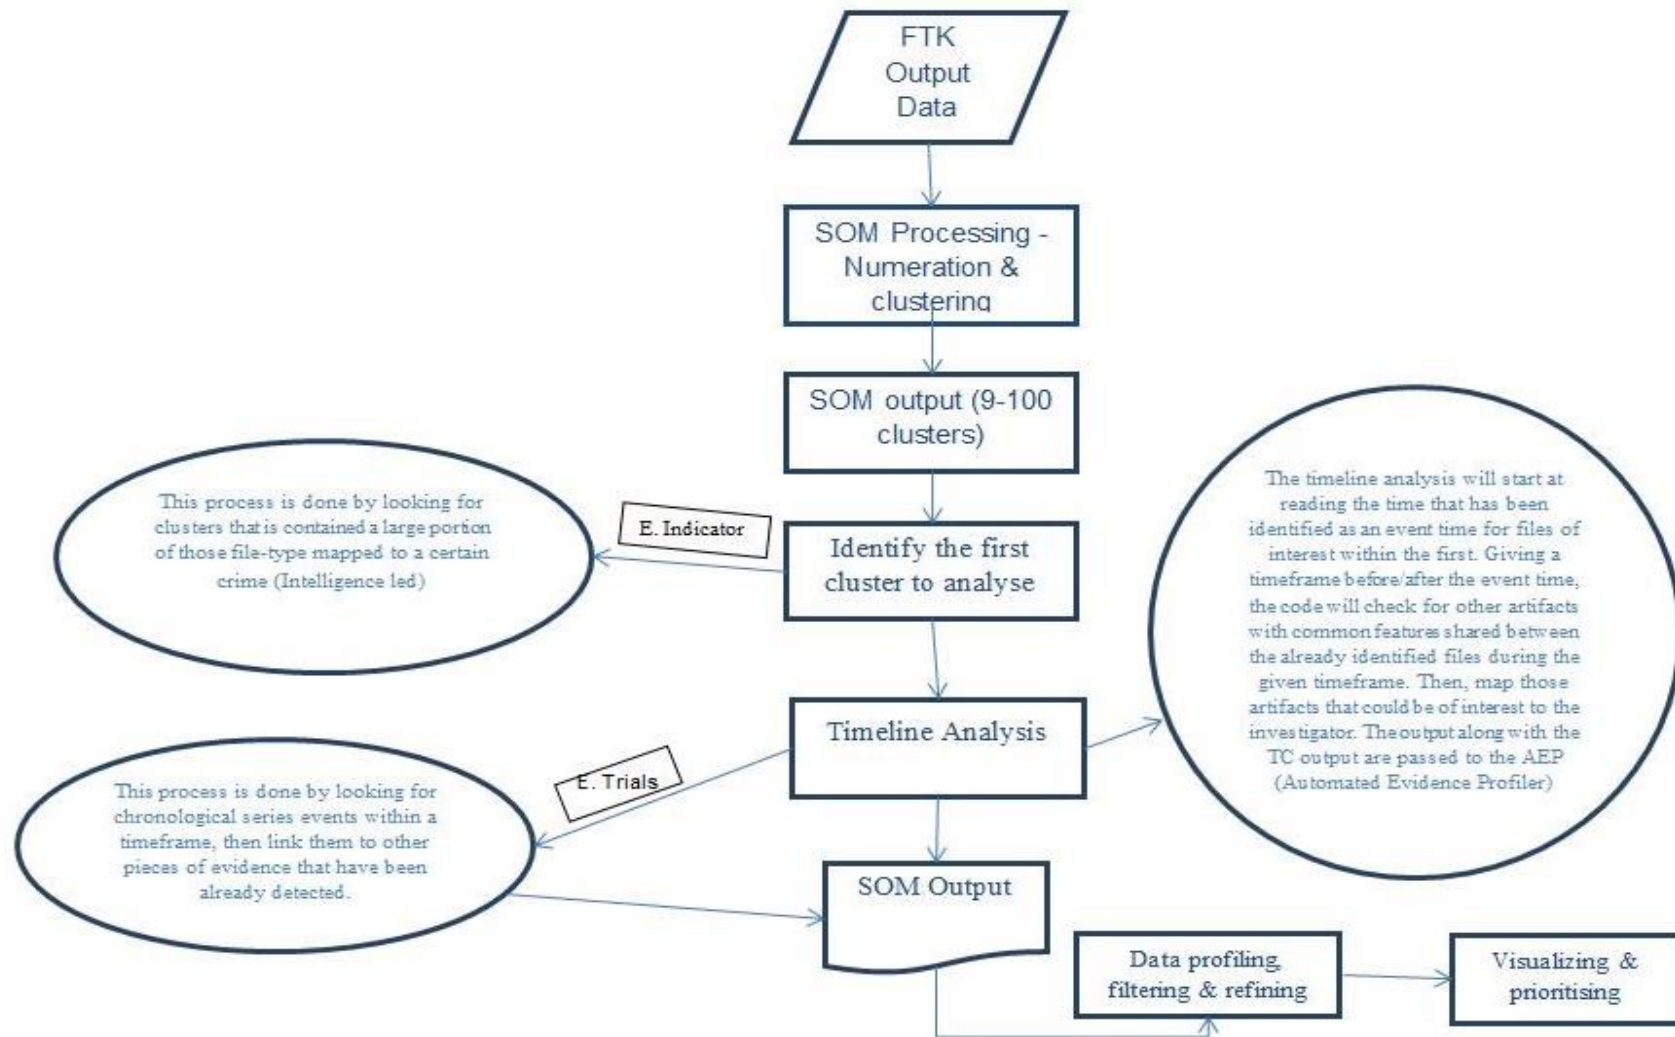 FTK
Output
Data
SOM Processing -
Numeration &
clustering
SOM output (9-100
clusters)
This process is done by looking for
clusters that is contained a large portion
of those file-type mapped to a certain
crime (Intelligence led)
E. Indicator
Identify the first
cluster to analyse
The timeline analysis will start at
reading the time that has been
identified as an event time for files of
interest within the first. Giving a
timeframe before/after the event time,
the code will check for other artifacts
with common features shared between
the already identified files during the
given timeframe. Then, map those
artifacts that could be of interest to the
investigator. The output along with the
TC output are passed to the AEP
(Automated Evidence Profiler)
Timeline Analysis
E. Trials
This process is done by looking for
chronological series events within a
timeframe, then link them to other
pieces of evidence that have been
already detected.
SOM Output
Data profiling,
filtering & refining
Visualizing &
prioritising